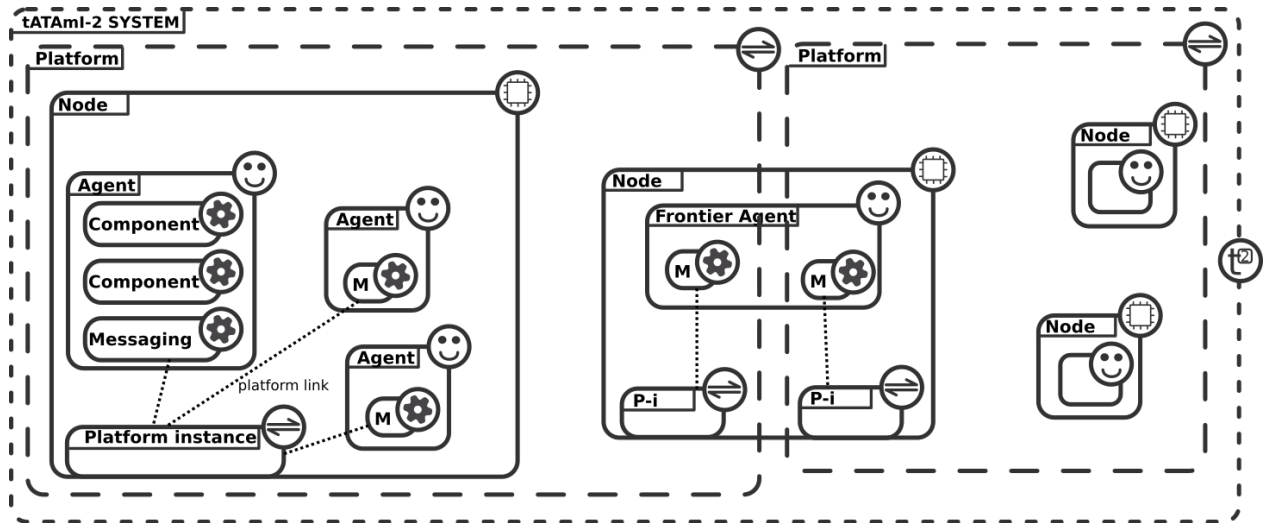 tATAmI-2 SYSTEM
Platform
Platform
Node
Node
Node
Agent
Component
Component
Messaging
Agent
M
Agent
M
platform link
Platform instance
Frontier Agent
M
M
P-i
P-i
Node
t2